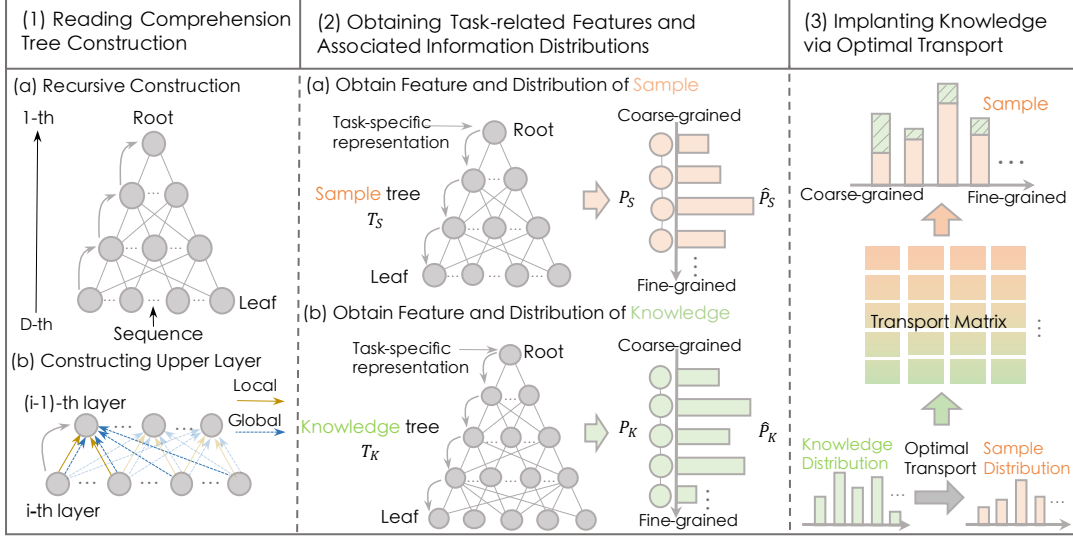 (1) Reading Comprehension
Tree Construction
(2) Obtaining Task-related Features and
Associated Information Distributions
(3) Implanting Knowledge
via Optimal Transport
(a) Recursive Construction
1-th
Root
Leaf
D-th
Sequence
(b) Constructing Upper Layer
Local
(i-1)-th layer
Global
i-th layer
(a) Obtain Feature and Distribution of Sample
Task-specific
representation
Root
Sample tree
T_S
Leaf
Coarse-grained
P_S
P̂_S
Fine-grained
(b) Obtain Feature and Distribution of Knowledge
Task-specific
representation
Root
Knowledge tree
T_K
Leaf
Coarse-grained
P_K
P̂_K
Fine-grained
Sample
Coarse-grained
Fine-grained
Transport Matrix
Knowledge
Distribution
Optimal
Transport
Sample
Distribution